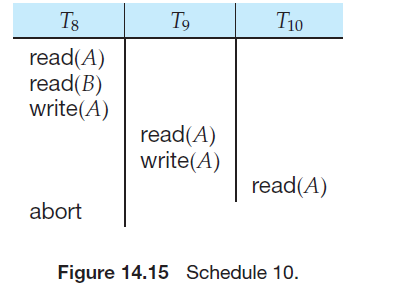 T8 T9 T10
read(A)
read(B)
write(A)
read(A)
write(A)
read(A)
abort
Figure 14.15 Schedule 10.